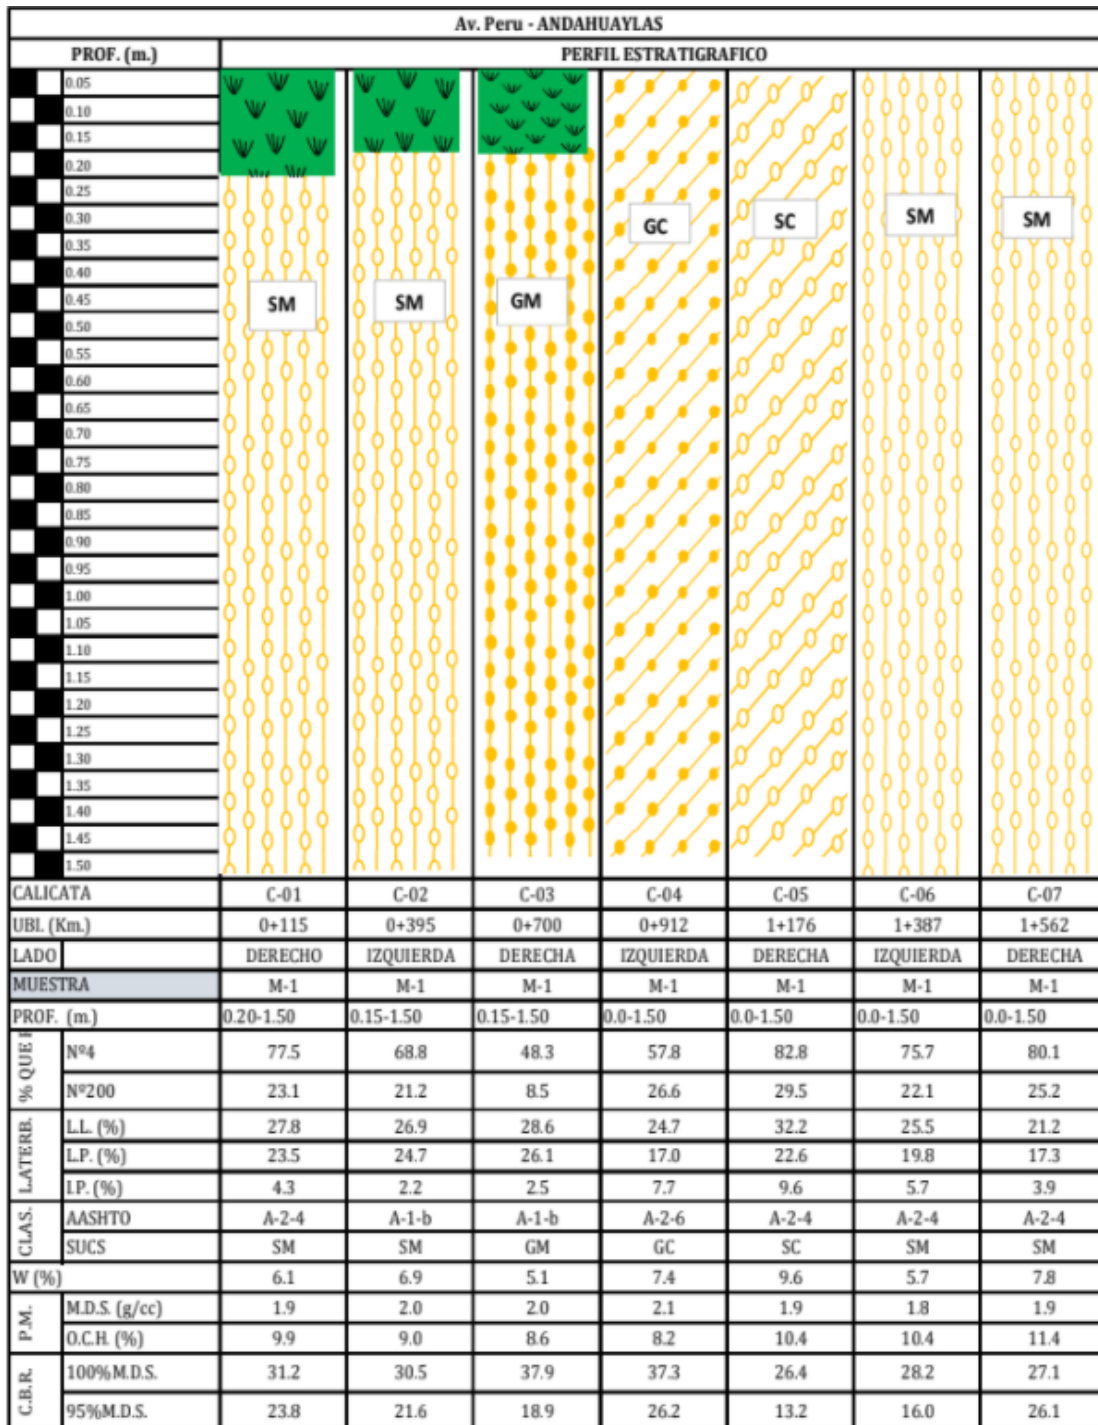 Av. Peru - ANDAHUAYLAS
PROF. (m.) PERFIL ESTRATIGRAFICO
0.05
0.10
0.15
0.20
0.25
0.30
0.35
0.40
0.45
0.50
0.55
0.60
0.65
0.70
0.75
0.80
0.85
0.90
0.95
1.00
1.05
1.10
1.15
1.20
1.25
1.30
1.35
1.40
1.45
1.50
SM SM GM GC SC SM SM
CALICATA C-01 C-02 C-03 C-04 C-05 C-06 C-07
UBI. (Km.) 0+115 0+395 0+700 0+912 1+176 1+387 1+562
LADO DERECHO IZQUIERDA DERECHA IZQUIERDA DERECHA IZQUIERDA DERECHA
MUESTRA M-1 M-1 M-1 M-1 M-1 M-1 M-1
PROF. (m.) 0.20-1.50 0.15-1.50 0.15-1.50 0.0-1.50 0.0-1.50 0.0-1.50 0.0-1.50
% QUE
Nº4 77.5 68.8 48.3 57.8 82.8 75.7 80.1
Nº200 23.1 21.2 8.5 26.6 29.5 22.1 25.2
L.ATERB.
L.L. (%) 27.8 26.9 28.6 24.7 32.2 25.5 21.2
L.P. (%) 23.5 24.7 26.1 17.0 22.6 19.8 17.3
I.P. (%) 4.3 2.2 2.5 7.7 9.6 5.7 3.9
CLAS.
AASHTO A-2-4 A-1-b A-1-b A-2-6 A-2-4 A-2-4 A-2-4
SUCS SM SM GM GC SC SM SM
W (%) 6.1 6.9 5.1 7.4 9.6 5.7 7.8
P.M.
M.D.S. (g/cc) 1.9 2.0 2.0 2.1 1.9 1.8 1.9
O.C.H. (%) 9.9 9.0 8.6 8.2 10.4 10.4 11.4
C.B.R.
100%M.D.S. 31.2 30.5 37.9 37.3 26.4 28.2 27.1
95%M.D.S. 23.8 21.6 18.9 26.2 13.2 16.0 26.1